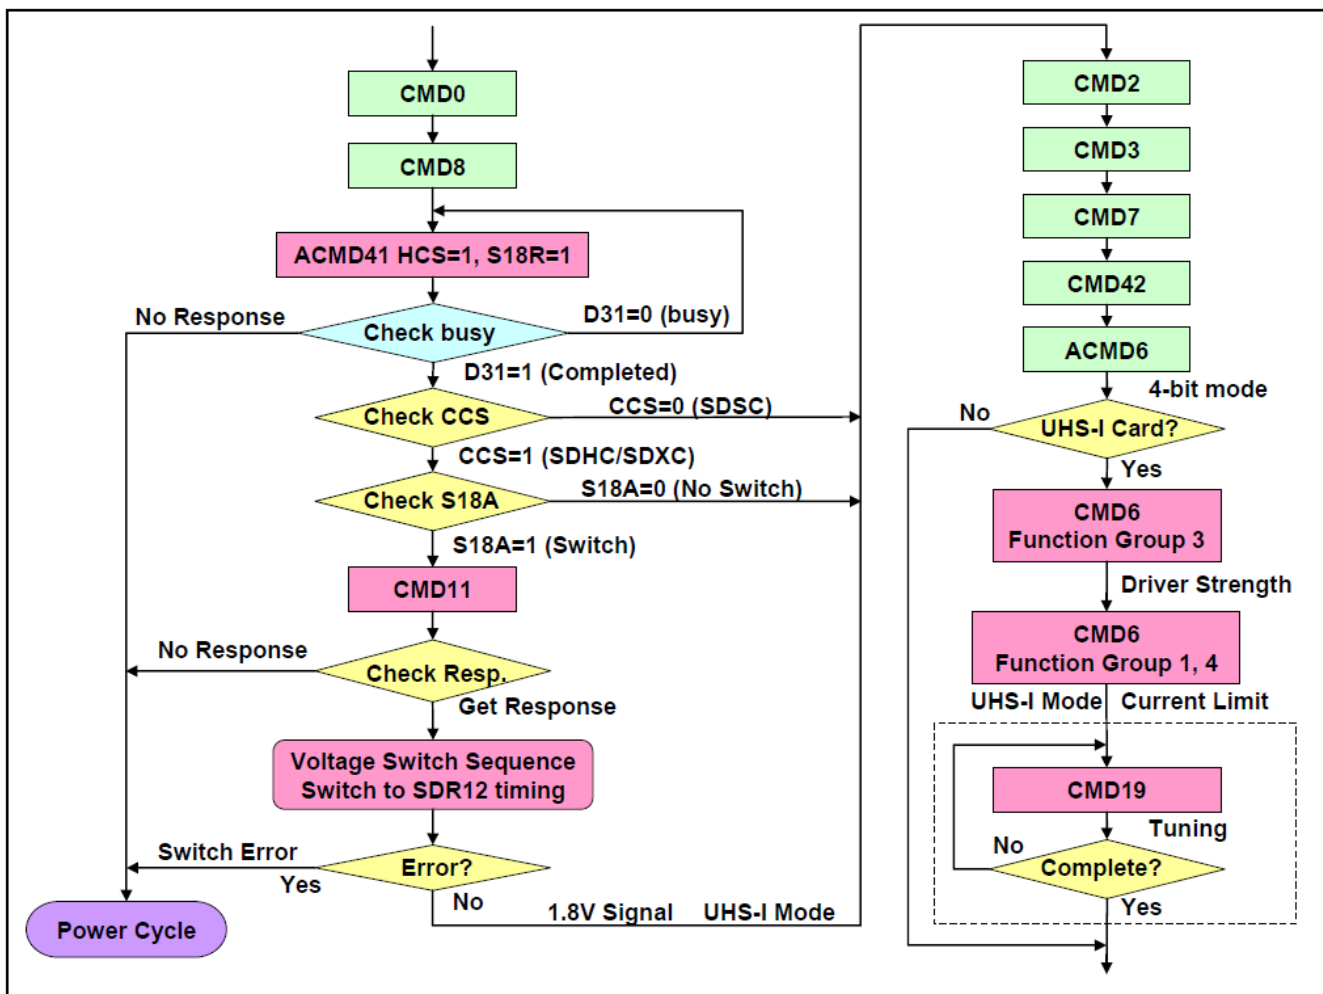 CMD0
CMD8
ACMD41 HCS=1, S18R=1
No Response
Check busy
D31=0 (busy)
D31=1 (Completed)
Check CCS
CCS=0 (SDSC)
CCS=1 (SDHC/SDXC)
Check S18A
S18A=0 (No Switch)
S18A=1 (Switch)
CMD11
No Response
Check Resp.
Get Response
Voltage Switch Sequence
Switch to SDR12 timing
Switch Error
Error?
Yes
No
1.8V Signal UHS-I Mode
Power Cycle
CMD2
CMD3
CMD7
CMD42
ACMD6
4-bit mode
No
UHS-I Card?
Yes
CMD6
Function Group 3
Driver Strength
CMD6
Function Group 1, 4
UHS-I Mode Current Limit
CMD19
Tuning
No
Complete?
Yes